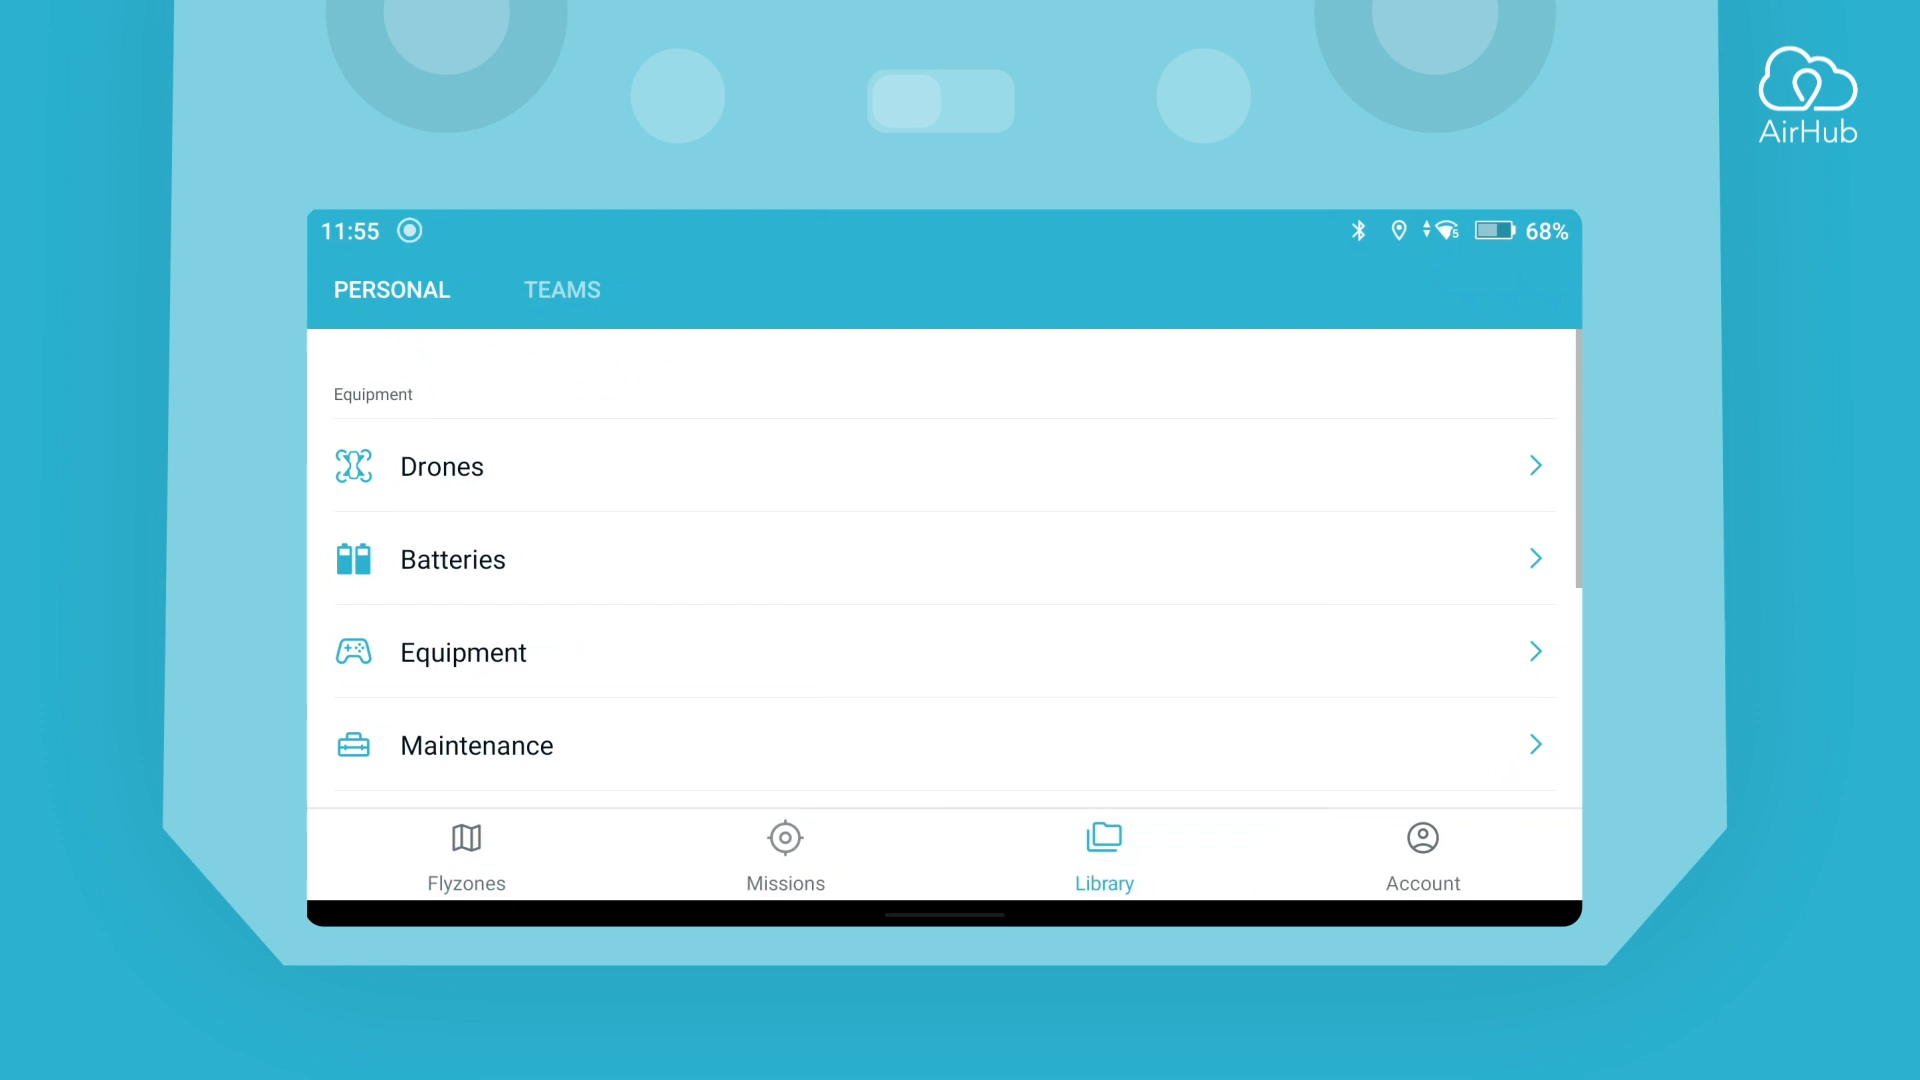 AirHub
11:55 68%
PERSONAL TEAMS
Equipment
Drones
Batteries
Equipment
Maintenance
Flyzones Missions Library Account